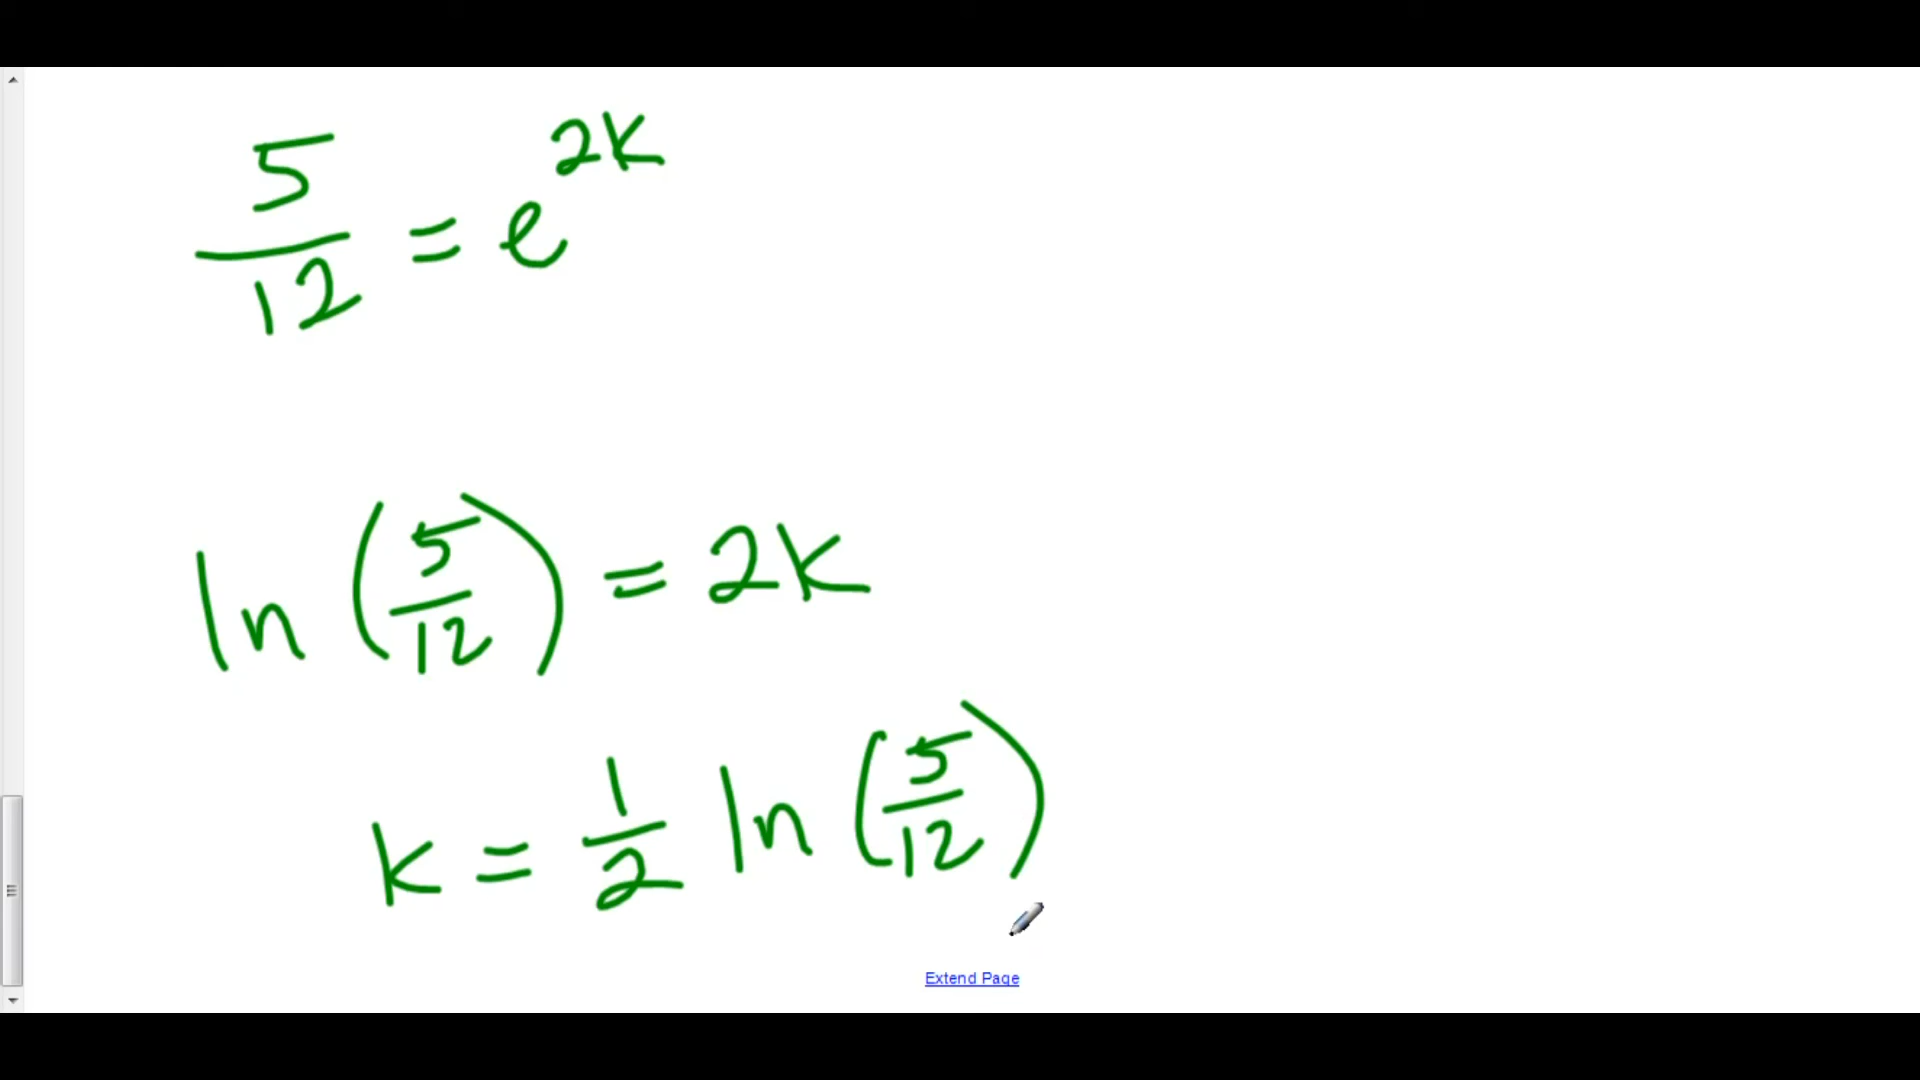 5/12 = e^2k
ln (5/12) = 2k
k = 1/2 ln (5/12)
Extend Page